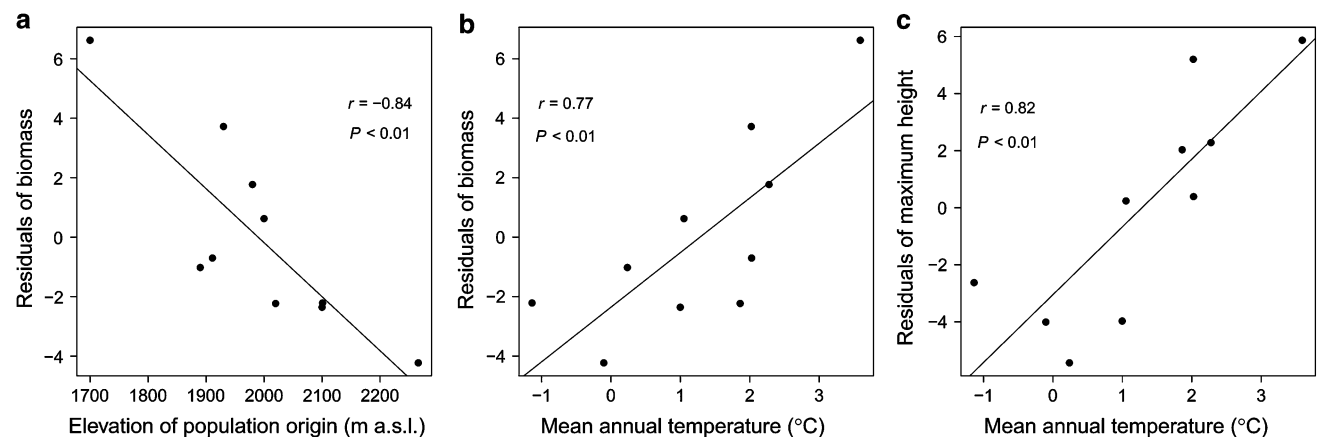 a
r = −0.84
P < 0.01
6
4
2
0
−2
−4
Residuals of biomass
1700 1800 1900 2000 2100 2200
Elevation of population origin (m a.s.l.)
b
r = 0.77
P < 0.01
6
4
2
0
−2
−4
Residuals of biomass
−1 0 1 2 3
Mean annual temperature (°C)
c
r = 0.82
P < 0.01
6
4
2
0
−2
−4
Residuals of maximum height
−1 0 1 2 3
Mean annual temperature (°C)